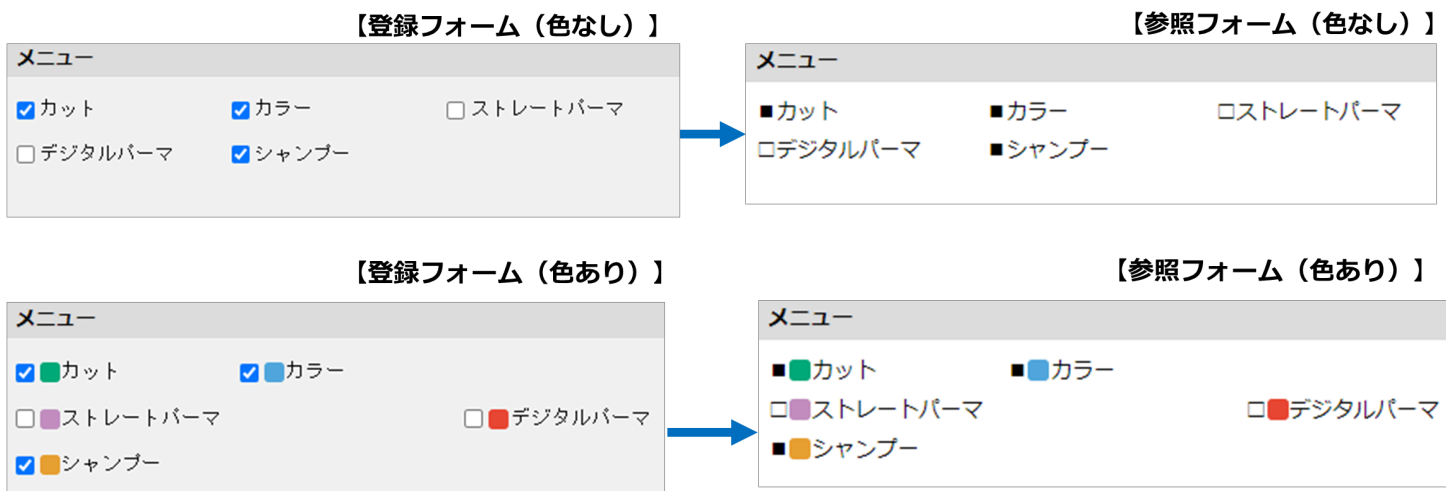 【登録フォーム（色なし）】 【参照フォーム（色なし）】
メニュー メニュー
カット カラー ストレートパーマ ■カット ■カラー □ストレートパーマ
デジタルパーマ シャンプー □デジタルパーマ ■シャンプー
【登録フォーム（色あり）】 【参照フォーム（色あり）】
メニュー メニュー
カット カラー ■カット ■カラー
ストレートパーマ デジタルパーマ □ストレートパーマ □デジタルパーマ
シャンプー ■シャンプー